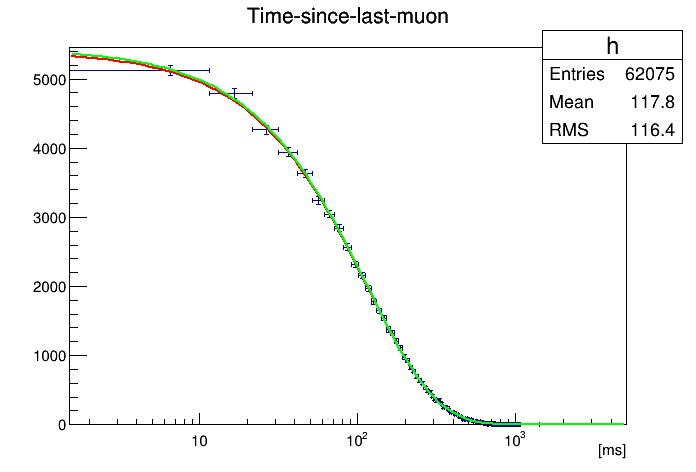 Time-since-last-muon
h
Entries 62075
Mean 117.8
RMS 116.4
5000
4000
3000
2000
1000
0
10
10²
10³
[ms]